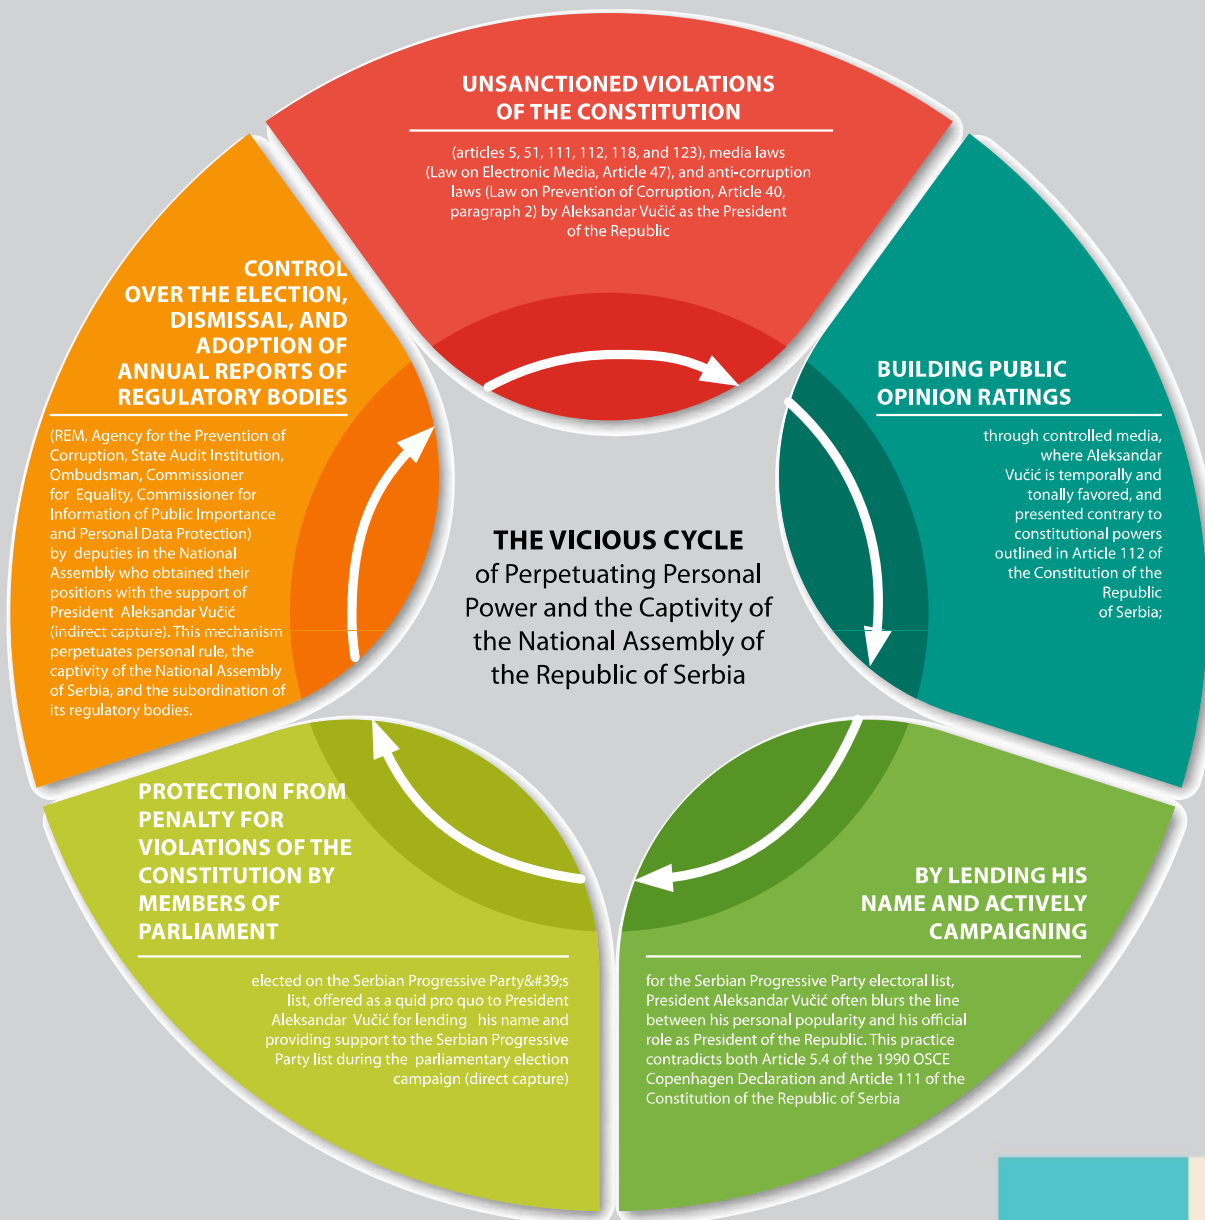 UNSANCTIONED VIOLATIONS
OF THE CONSTITUTION
(articles 5, 51, 111, 112, 118, and 123), media laws
(Law on Electronic Media, Article 47), and anti-corruption
laws (Law on Prevention of Corruption, Article 40,
paragraph 2) by Aleksandar Vučić as the President
of the Republic
BUILDING PUBLIC
OPINION RATINGS
through controlled media,
where Aleksandar
Vučić is temporally and
tonally favored, and
presented contrary to
constitutional powers
outlined in Article 112 of
the Constitution of the
Republic
of Serbia;
BY LENDING HIS
NAME AND ACTIVELY
CAMPAIGNING
for the Serbian Progressive Party electoral list,
President Aleksandar Vučić often blurs the line
between his personal popularity and his official
role as President of the Republic. This practice
contradicts both Article 5.4 of the 1990 OSCE
Copenhagen Declaration and Article 111 of the
Constitution of the Republic of Serbia
PROTECTION FROM
PENALTY FOR
VIOLATIONS OF THE
CONSTITUTION BY
MEMBERS OF
PARLIAMENT
elected on the Serbian Progressive Party&#39;s
list, offered as a quid pro quo to President
Aleksandar Vučić for lending his name and
providing support to the Serbian Progressive
Party list during the parliamentary election
campaign (direct capture)
CONTROL
OVER THE ELECTION,
DISMISSAL, AND
ADOPTION OF
ANNUAL REPORTS OF
REGULATORY BODIES
(REM, Agency for the Prevention of
Corruption, State Audit Institution,
Ombudsman, Commissioner
for Equality, Commissioner for
Information of Public Importance
and Personal Data Protection)
by deputies in the National
Assembly who obtained their
positions with the support of
President Aleksandar Vučić
(indirect capture). This mechanism
perpetuates personal rule, the
captivity of the National Assembly
of Serbia, and the subordination of
its regulatory bodies.
THE VICIOUS CYCLE
of Perpetuating Personal
Power and the Captivity of
the National Assembly of
the Republic of Serbia